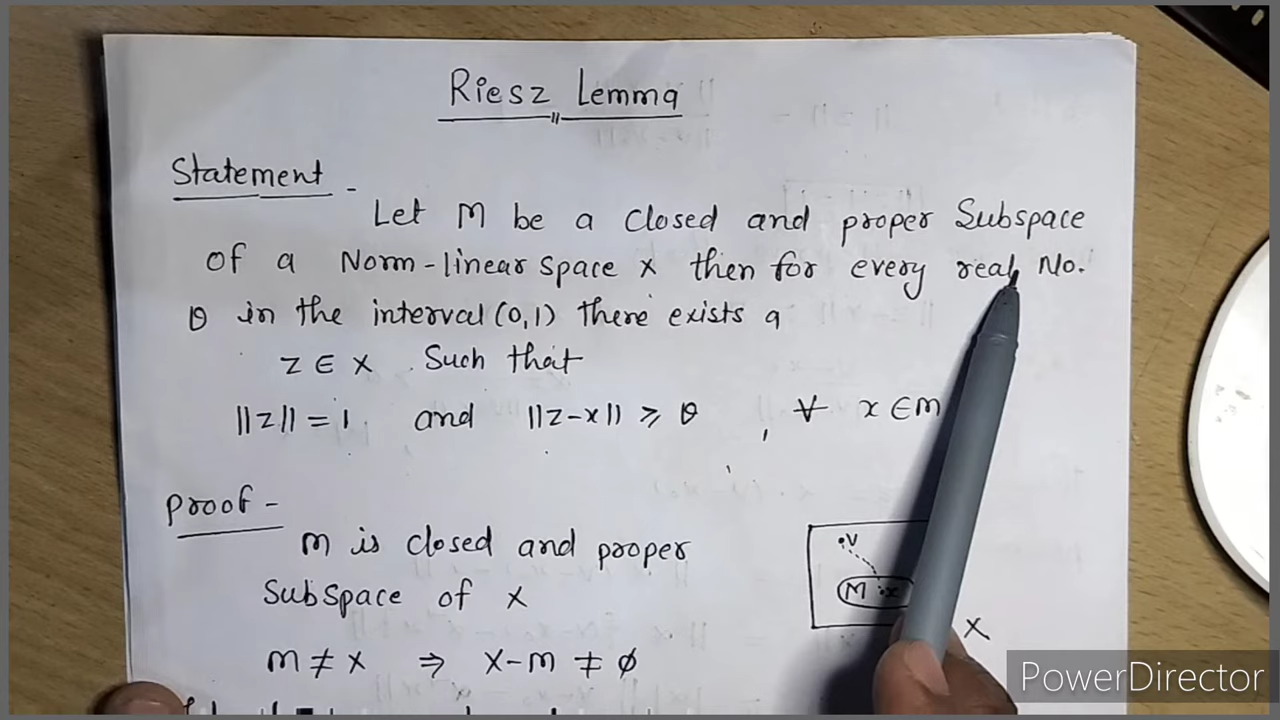 Riesz Lemma
Statement -
Let M be a closed and proper Subspace
of a Norm-linear space X then for every real No.
θ in the interval (0,1) there exists a
z ∈ X Such that
||z|| = 1 and ||z-x|| ⩾ θ , ∀ x ∈ M
Proof -
M is closed and proper
Subspace of X
M ≠ X ⇒ X-M ≠ ϕ
.v
M .x
X
PowerDirector